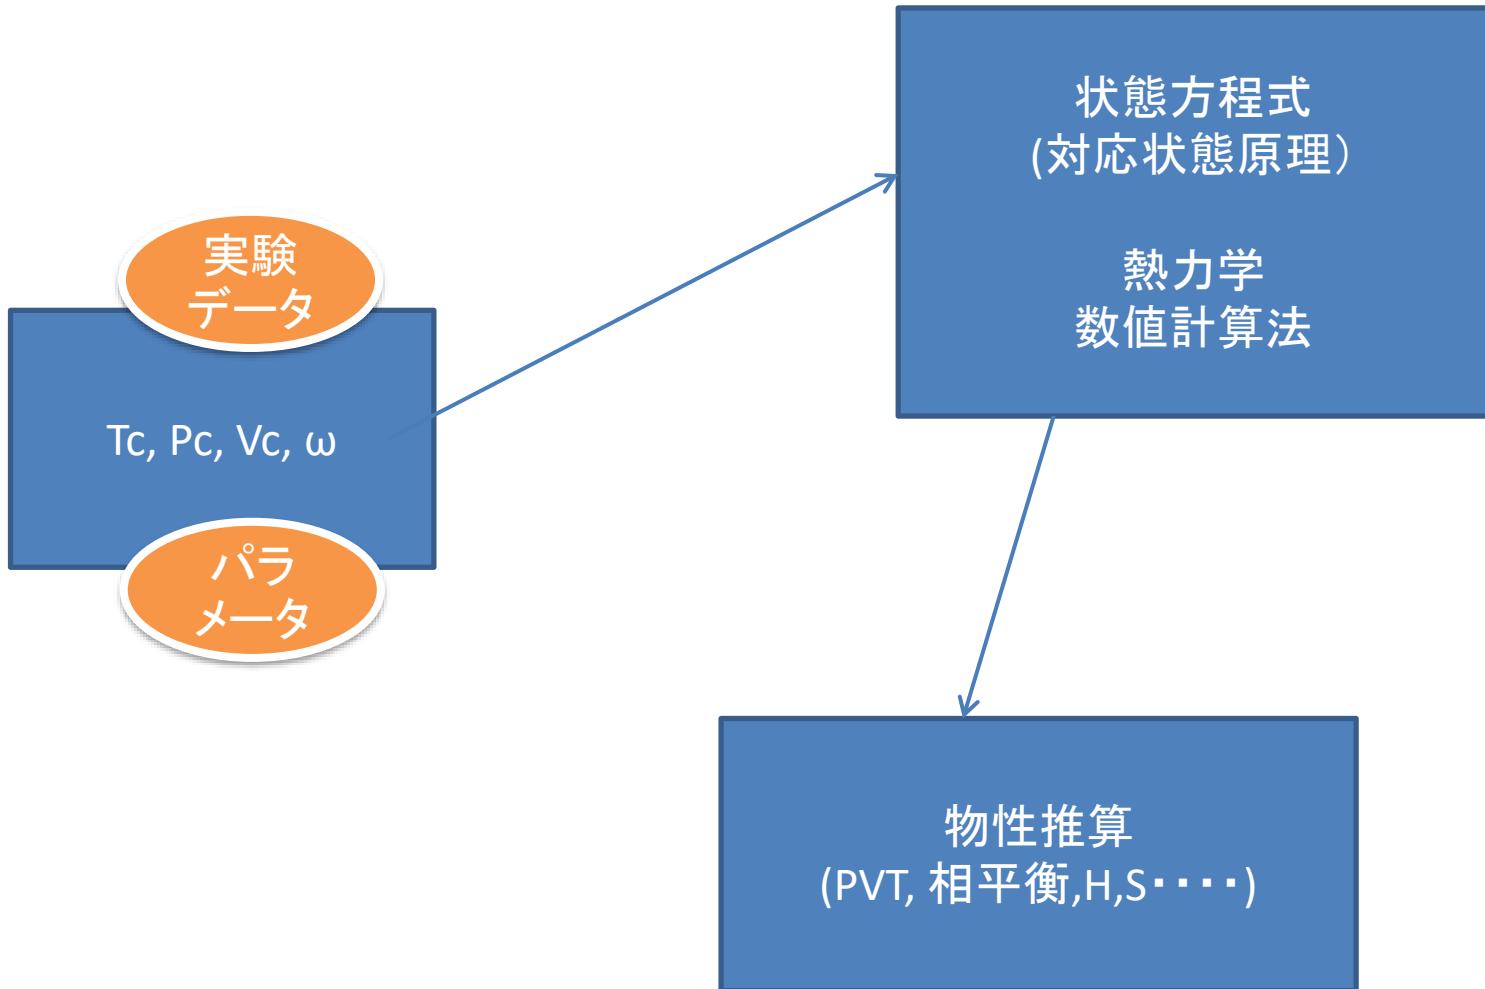 実験
データ
Tc, Pc, Vc, ω
パラ
メータ
状態方程式
(対応状態原理）
熱力学
数値計算法
物性推算
(PVT, 相平衡,H,S････)